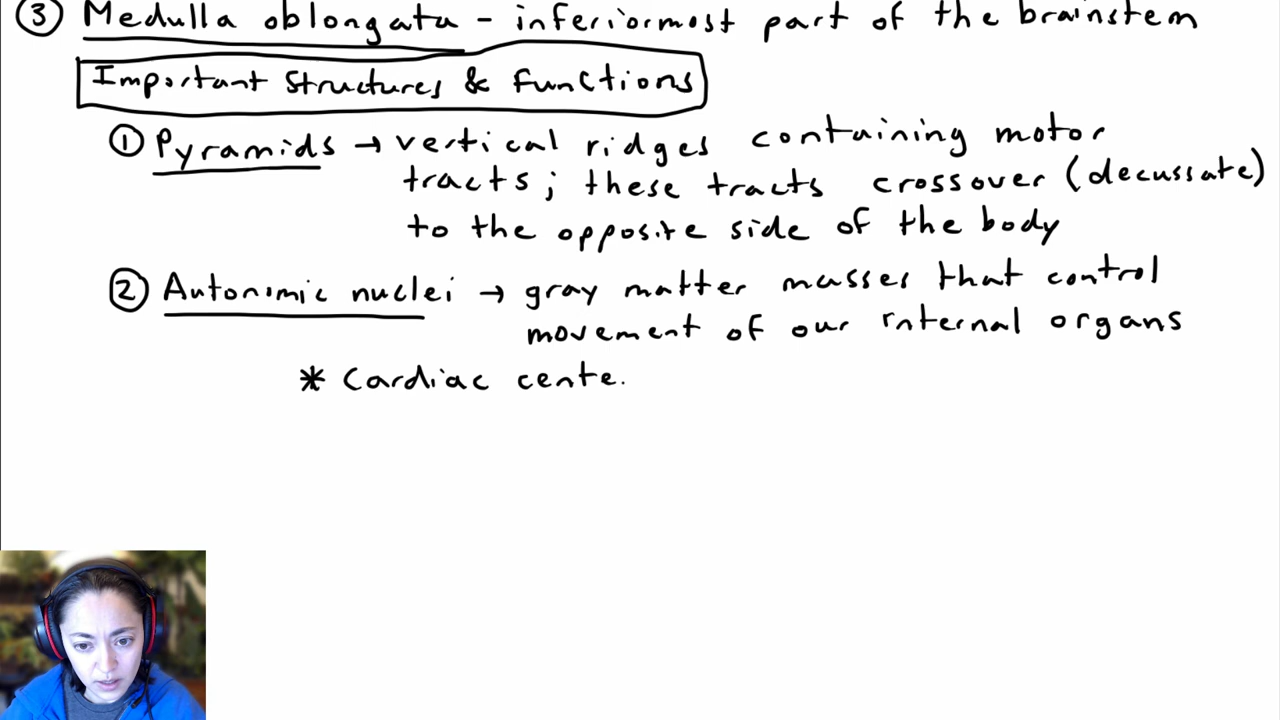 ③ Medulla oblongata - inferiormost part of the brainstem
Important Structures & Functions
① Pyramids → vertical ridges containing motor
tracts; these tracts crossover (decussate)
to the opposite side of the body
② Autonomic nuclei → gray matter masses that control
movement of our internal organs
* Cardiac cente.